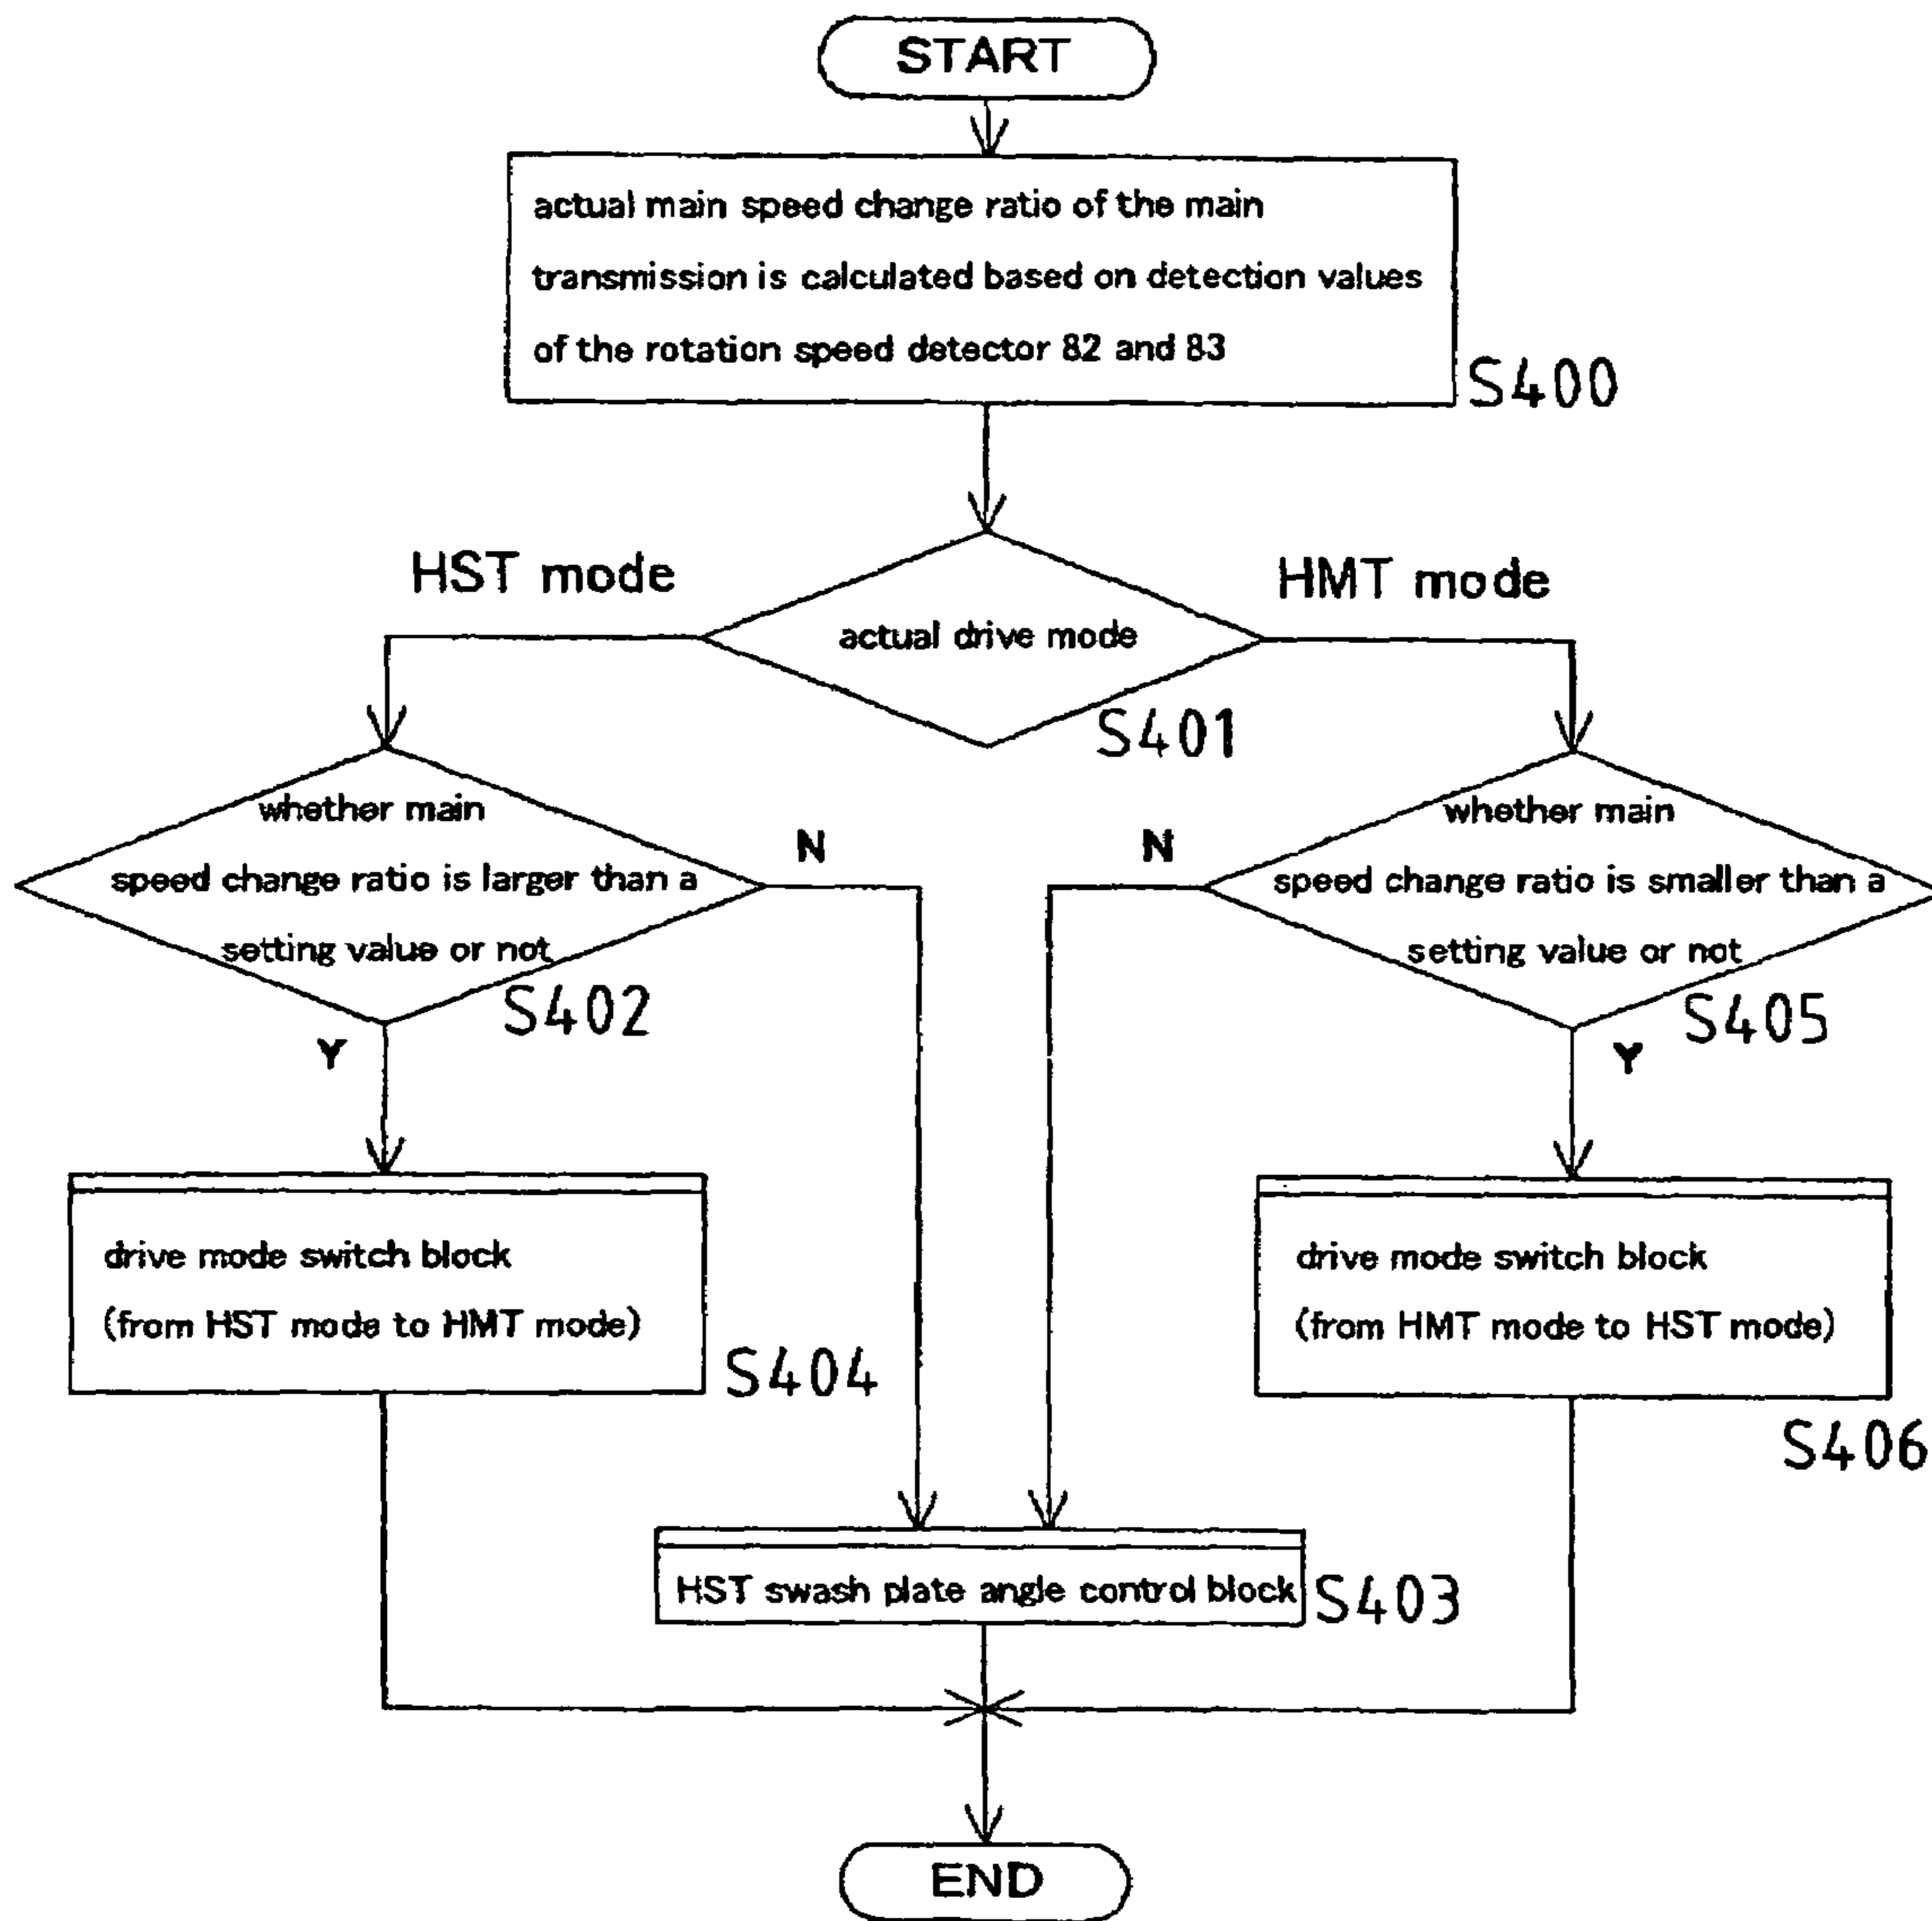 START
actual main speed change ratio of the main
transmission is calculated based on detection values
of the rotation speed detector 82 and 83
S400
HST mode
HMT mode
actual drive mode
S401
whether main
speed change ratio is larger than a
setting value or not
S402
N
Y
whether main
speed change ratio is smaller than a
setting value or not
S405
N
Y
drive mode switch block
(from HST mode to HMT mode)
S404
drive mode switch block
(from HMT mode to HST mode)
S406
HST swash plate angle control block
S403
END